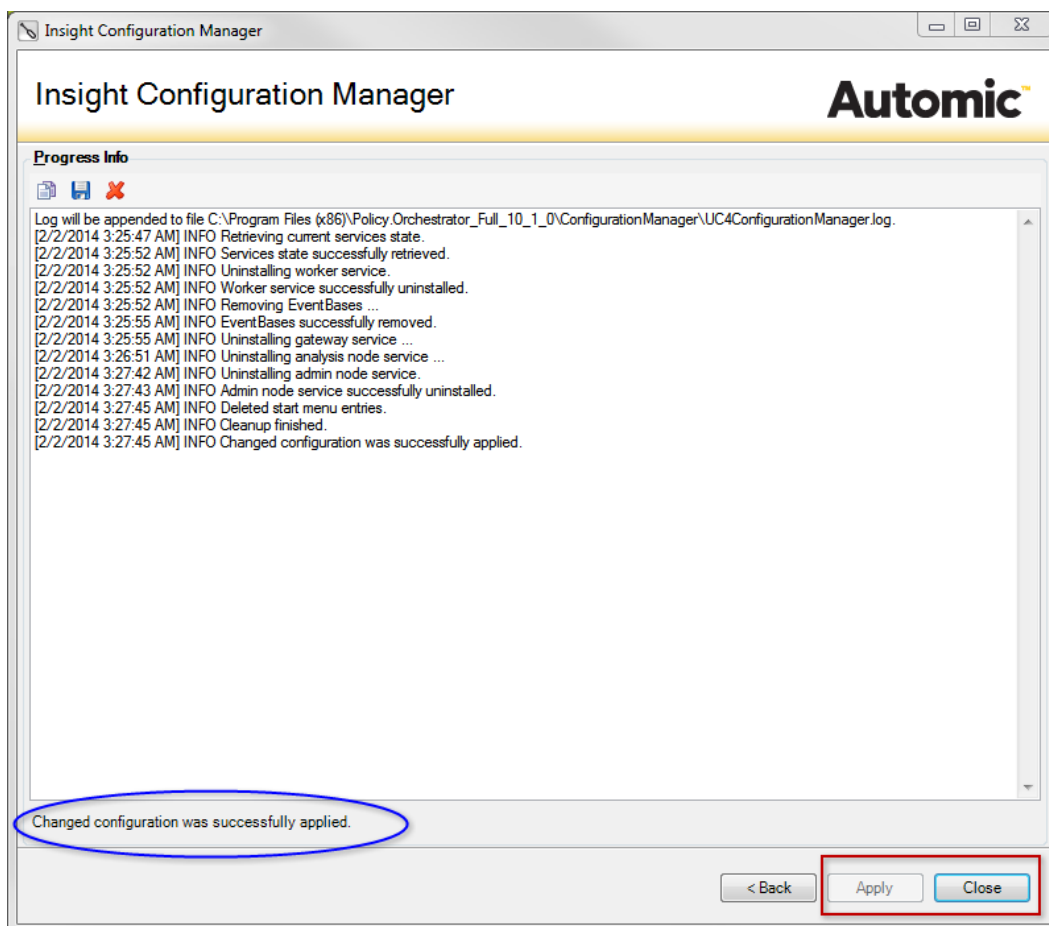 Insight Configuration Manager
Insight Configuration Manager
Automic™
Progress Info
Log will be appended to file C:\Program Files (x86)\Policy.Orchestrator_Full_10_1_0\ConfigurationManager\UC4ConfigurationManager.log.
[2/2/2014 3:25:47 AM] INFO Retrieving current services state.
[2/2/2014 3:25:52 AM] INFO Services state successfully retrieved.
[2/2/2014 3:25:52 AM] INFO Uninstalling worker service.
[2/2/2014 3:25:52 AM] INFO Worker service successfully uninstalled.
[2/2/2014 3:25:52 AM] INFO Removing EventBases ...
[2/2/2014 3:25:55 AM] INFO EventBases successfully removed.
[2/2/2014 3:25:55 AM] INFO Uninstalling gateway service ...
[2/2/2014 3:26:51 AM] INFO Uninstalling analysis node service ...
[2/2/2014 3:27:42 AM] INFO Uninstalling admin node service.
[2/2/2014 3:27:43 AM] INFO Admin node service successfully uninstalled.
[2/2/2014 3:27:45 AM] INFO Deleted start menu entries.
[2/2/2014 3:27:45 AM] INFO Cleanup finished.
[2/2/2014 3:27:45 AM] INFO Changed configuration was successfully applied.
Changed configuration was successfully applied.
< Back Apply Close